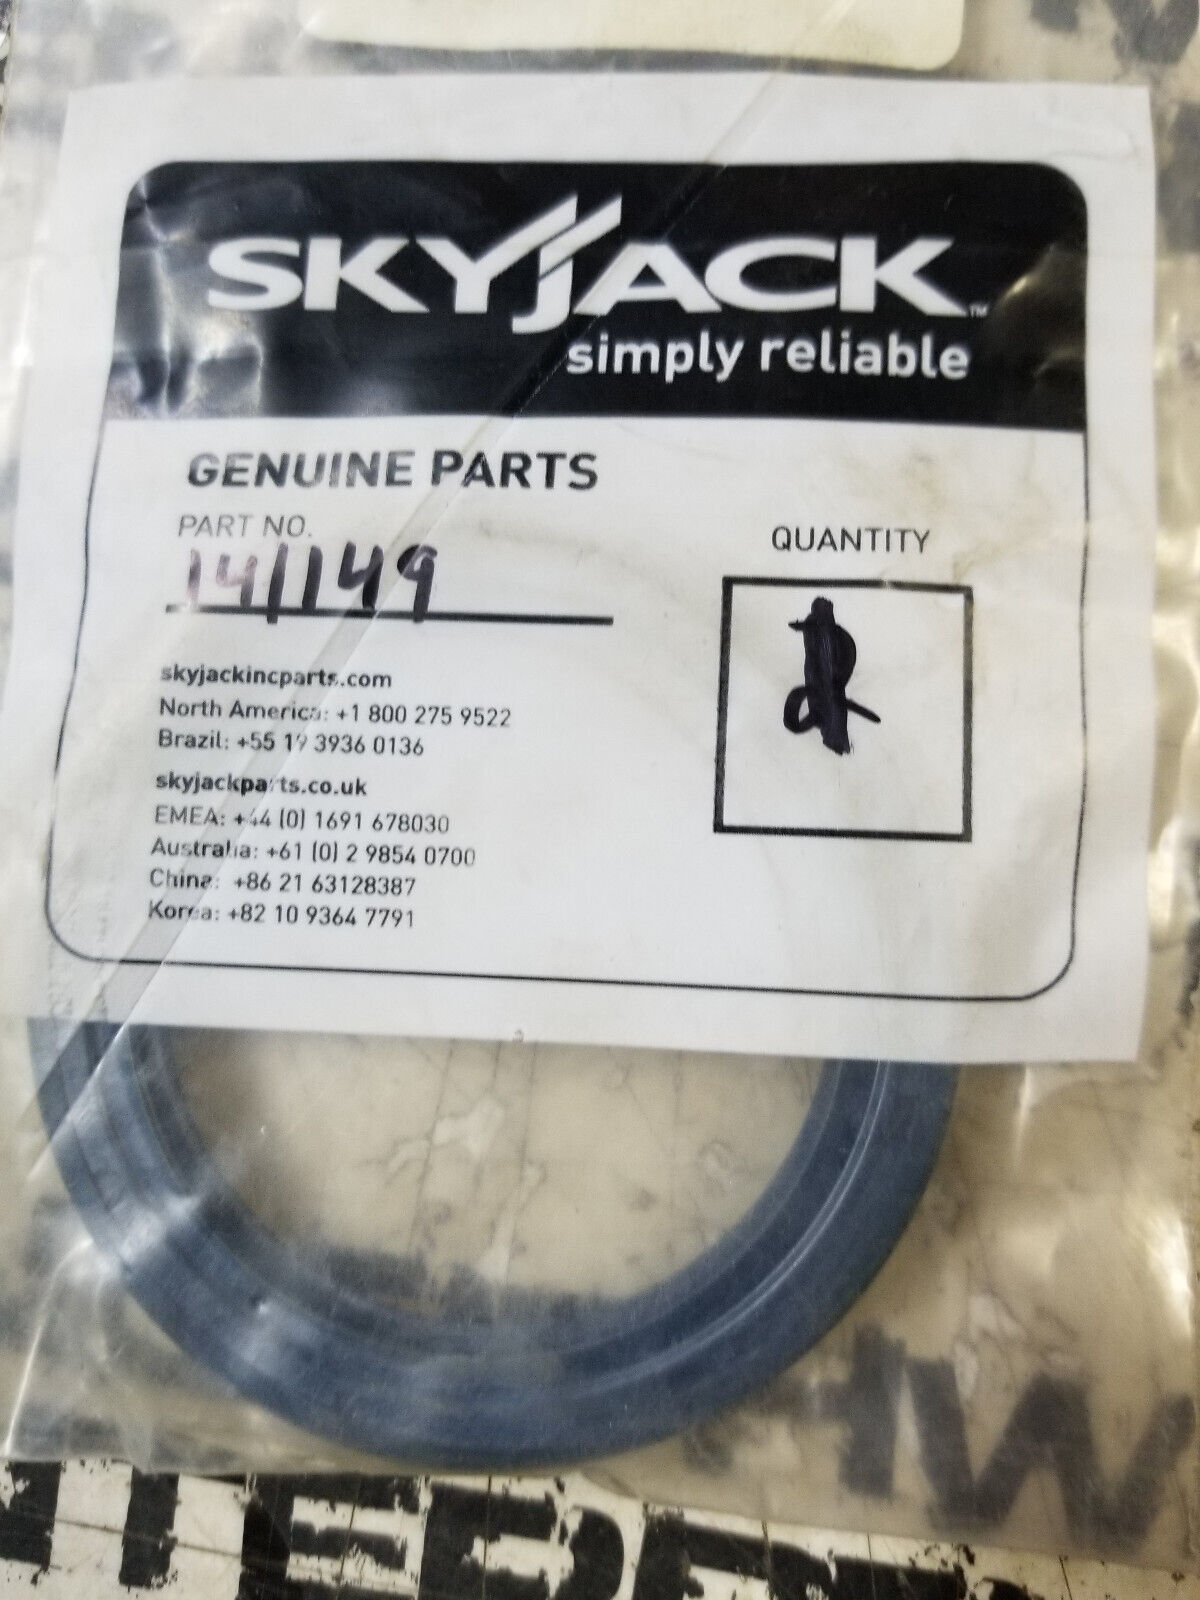 SKYJACK™
simply reliable
GENUINE PARTS
PART NO.
141149
QUANTITY
skyjackincparts.com
North America: +1 800 275 9522
Brazil: +55 19 3936 0136
skyjackparts.co.uk
EMEA: +44 (0) 1691 678030
Australia: +61 (0) 2 9854 0700
China: +86 21 63128387
Korea: +82 10 9364 7791